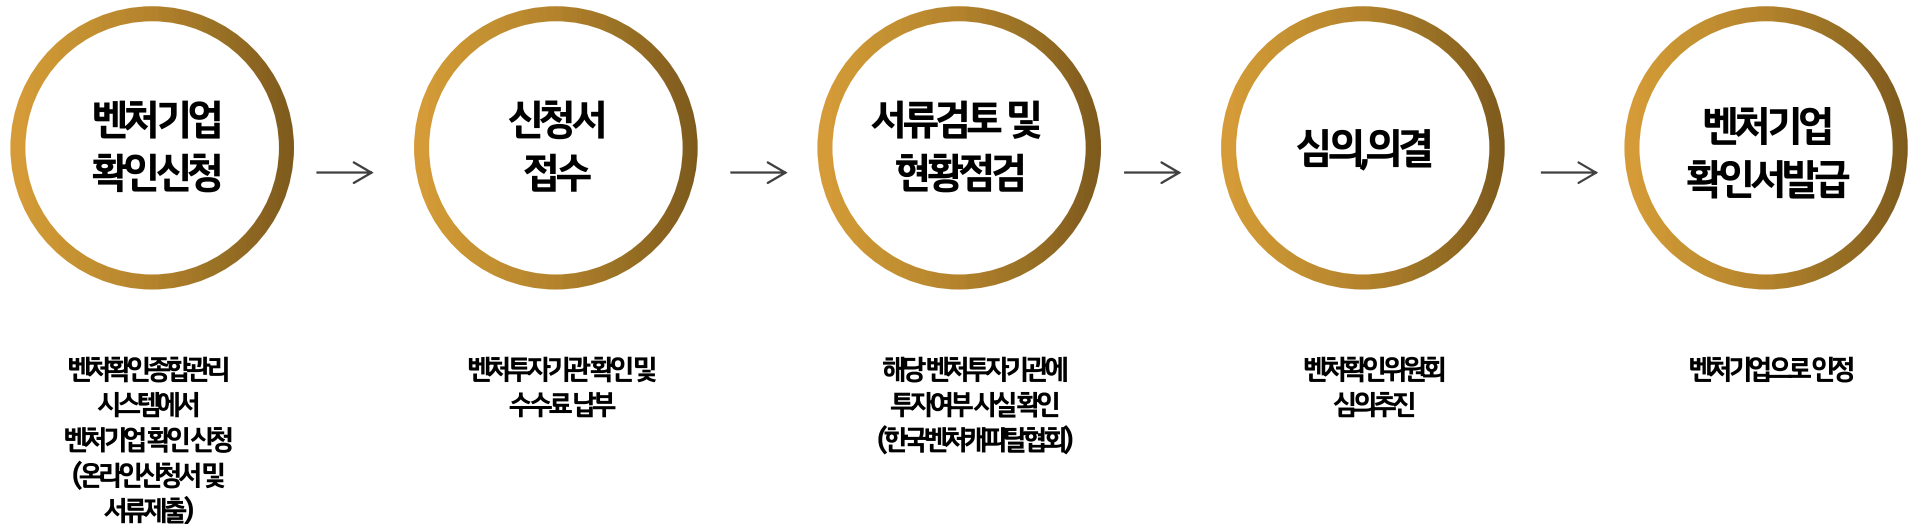 벤처기업
확인신청
신청서
접수
서류검토 및
현황점검
심의,의결
벤처기업
확인서발급
벤처확인종합관리
시스템에서
벤처기업 확인 신청
(온라인신청서 및
서류제출)
벤처투자기관 확인 및
수수료 납부
해당 벤처투자기관에
투자여부 사실 확인
(한국벤처캐피탈협회)
벤처확인위원회
심의추진
벤처기업으로 인정